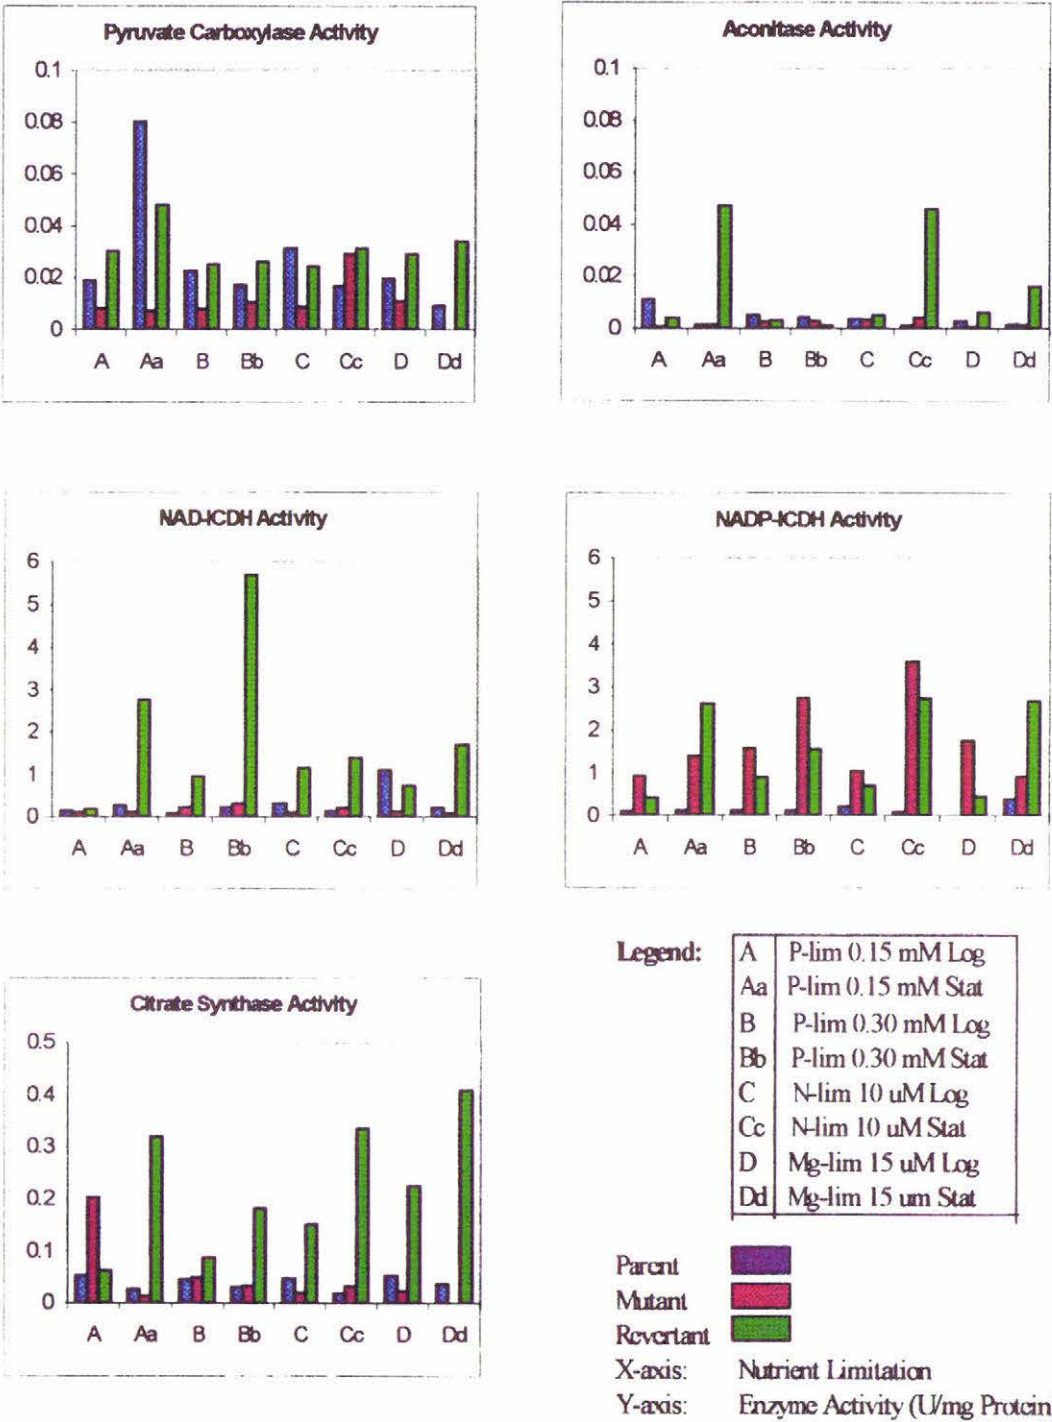 Pyruvate Carboxylase Activity
0.1
0.08
0.06
0.04
0.02
0
A Aa B Bb C Cc D Dd
Aconitase Activity
0.1
0.08
0.06
0.04
0.02
0
A Aa B Bb C Cc D Dd
NAD-ICDH Activity
6
5
4
3
2
1
0
A Aa B Bb C Cc D Dd
NADP-ICDH Activity
6
5
4
3
2
1
0
A Aa B Bb C Cc D Dd
Citrate Synthase Activity
0.5
0.4
0.3
0.2
0.1
0
A Aa B Bb C Cc D Dd
Legend:
A P-lim 0.15 mM Log
Aa P-lim 0.15 mM Stat
B P-lim 0.30 mM Log
Bb P-lim 0.30 mM Stat
C N-lim 10 uM Log
Cc N-lim 10 uM Stat
D Mg-lim 15 uM Log
Dd Mg-lim 15 um Stat
Parent
Mutant
Revertant
X-axis: Nutrient Limitation
Y-axis: Enzyme Activity (U/mg Protein